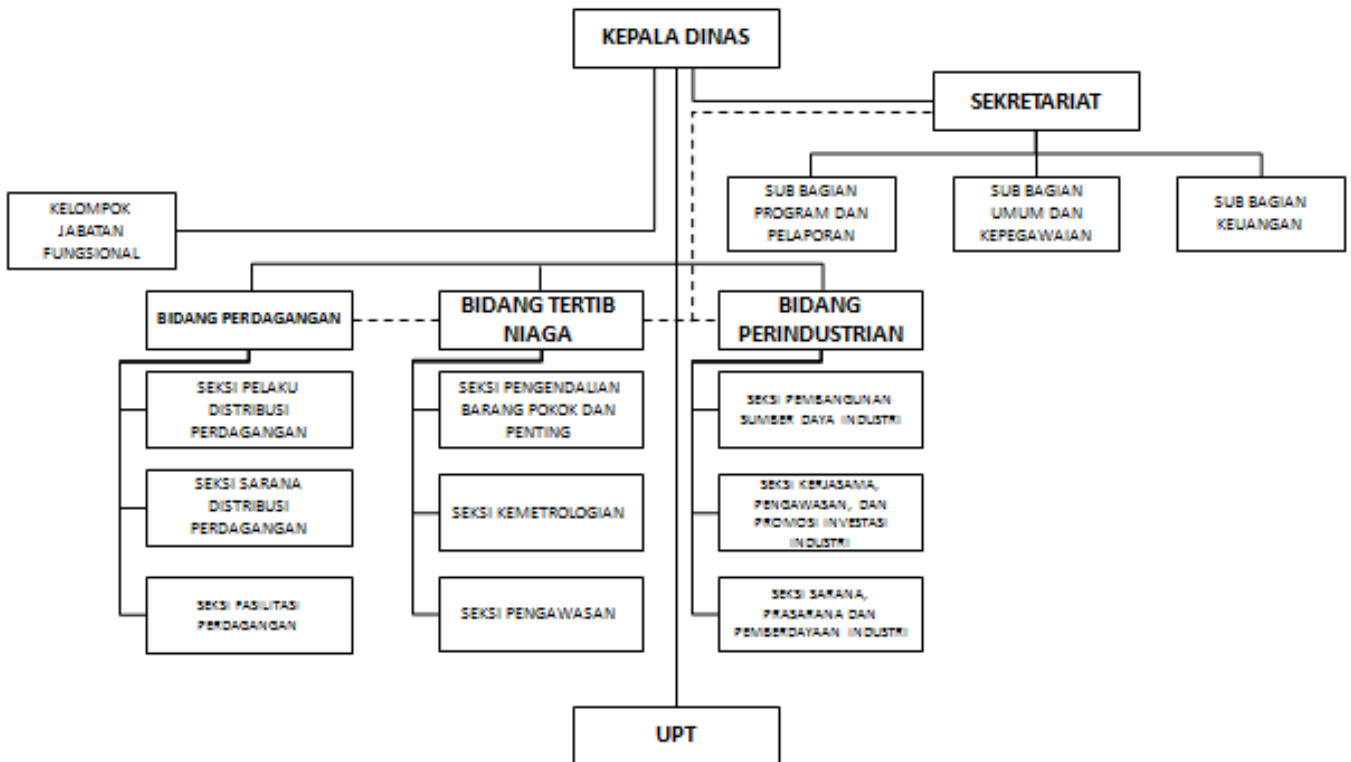 KEPALA DINAS
SEKRETARIAT
SUB BAGIAN
PROGRAM DAN
PELAPORAN
SUB BAGIAN
UMUM DAN
KEPEGAWAIAN
SUB BAGIAN
KEUANGAN
KELOMPOK
JABATAN
FUNGSIONAL
BIDANG PERDAGANGAN
BIDANG TERTIB
NIAGA
BIDANG
PERINDUSTRIAN
SEKSI PELAKU
DISTRIBUSI
PERDAGANGAN
SEKSI PENGENDALIAN
BARANG POKOK DAN
PENTING
SEKSI PEMBANGUNAN
SUMBER DAYA INDUSTRI
SEKSI SARANA
DISTRIBUSI
PERDAGANGAN
SEKSI KEMETROLOGIAN
SEKSI KERJASAMA,
PENGAWASAN, DAN
PROMOSI INVESTASI
INDUSTRI
SEKSI FASILITASI
PERDAGANGAN
SEKSI PENGAWASAN
SEKSI SARANA,
PRASARANA DAN
PEMBERDAYAAN INDUSTRI
UPT